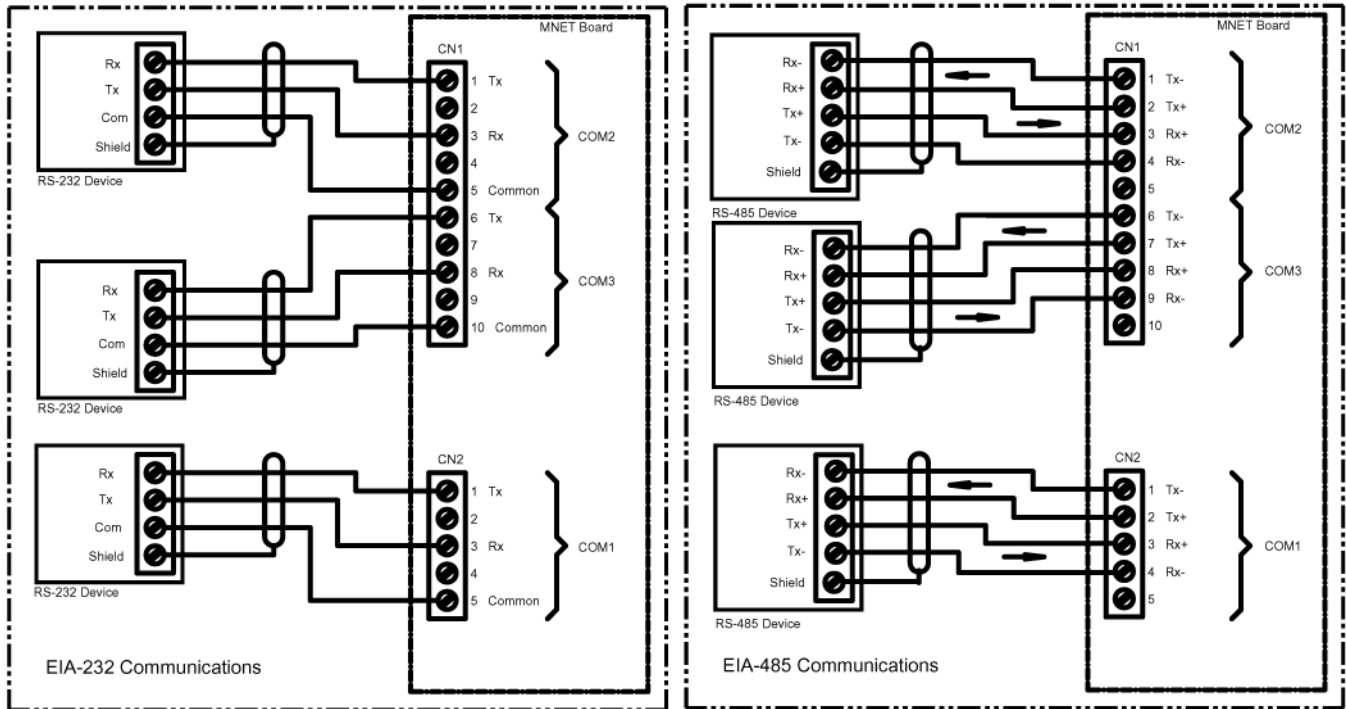 MNET Board
CN1
Rx
Tx
Com
Shield
RS-232 Device
1 Tx
2
3 Rx
4
5 Common
COM2
6 Tx
7
8 Rx
9
10 Common
COM3
Rx
Tx
Com
Shield
RS-232 Device
CN2
Rx
Tx
Com
Shield
RS-232 Device
1 Tx
2
3 Rx
4
5 Common
COM1
EIA-232 Communications
MNET Board
CN1
Rx-
Rx+
Tx+
Tx-
Shield
RS-485 Device
1 Tx-
2 Tx+
3 Rx+
4 Rx-
5
COM2
6 Tx-
7 Tx+
8 Rx+
9 Rx-
10
COM3
Rx-
Rx+
Tx+
Tx-
Shield
RS-485 Device
CN2
Rx-
Rx+
Tx+
Tx-
Shield
RS-485 Device
1 Tx-
2 Tx+
3 Rx+
4 Rx-
5
COM1
EIA-485 Communications